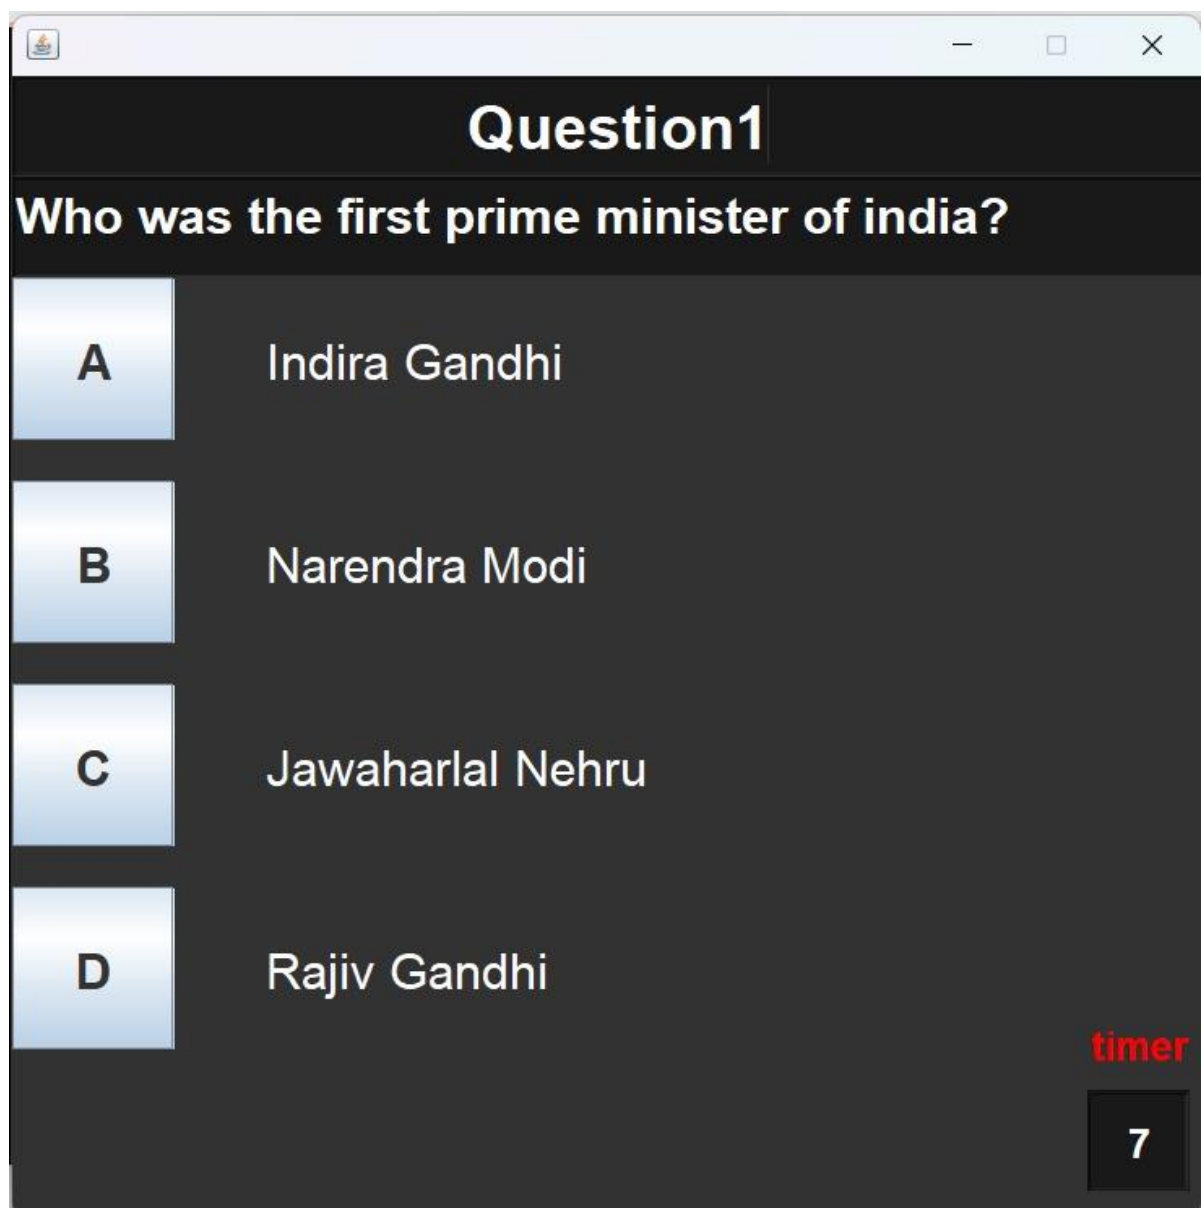 Question1
Who was the first prime minister of india?
A Indira Gandhi
B Narendra Modi
C Jawaharlal Nehru
D Rajiv Gandhi
timer
7